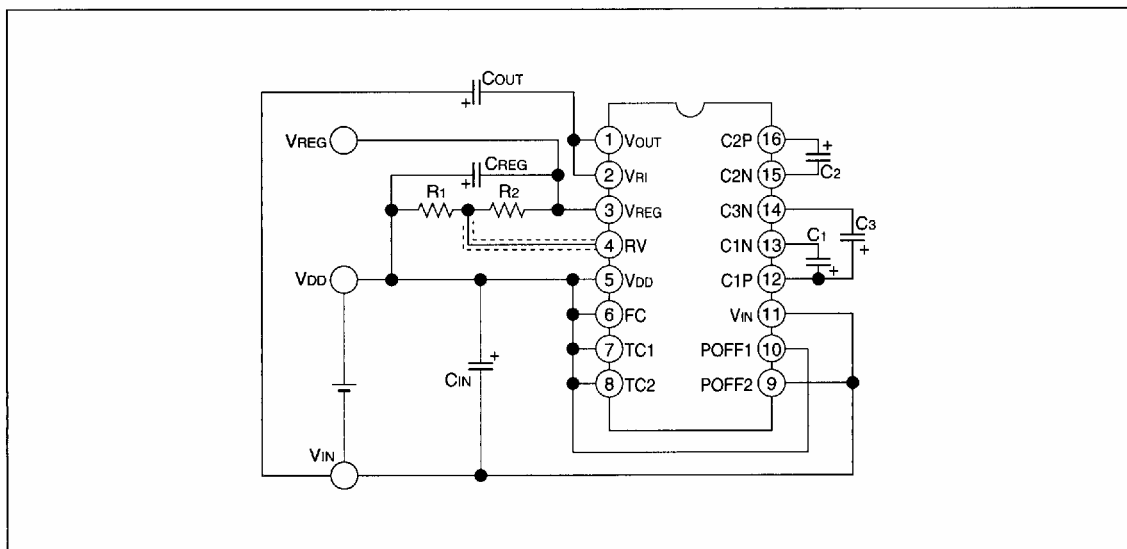 COUT
+
VREG
CREG
+
R1 R2
VDD
CIN
+
VIN
1 VOUT
2 VRI
3 VREG
4 RV
5 VDD
6 FC
7 TC1
8 TC2
C2P 16
C2N 15
C3N 14
C1N 13
C1P 12
VIN 11
POFF1 10
POFF2 9
+
C2
C3
+
C1
+